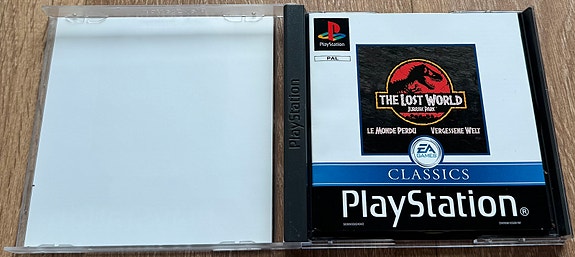 PlayStation
PlayStation
PAL
THE LOST WORLD
JURASSIC PARK
LE MONDE PERDU VERGESSENE WELT
EA
GAMES
CLASSICS
PlayStation®